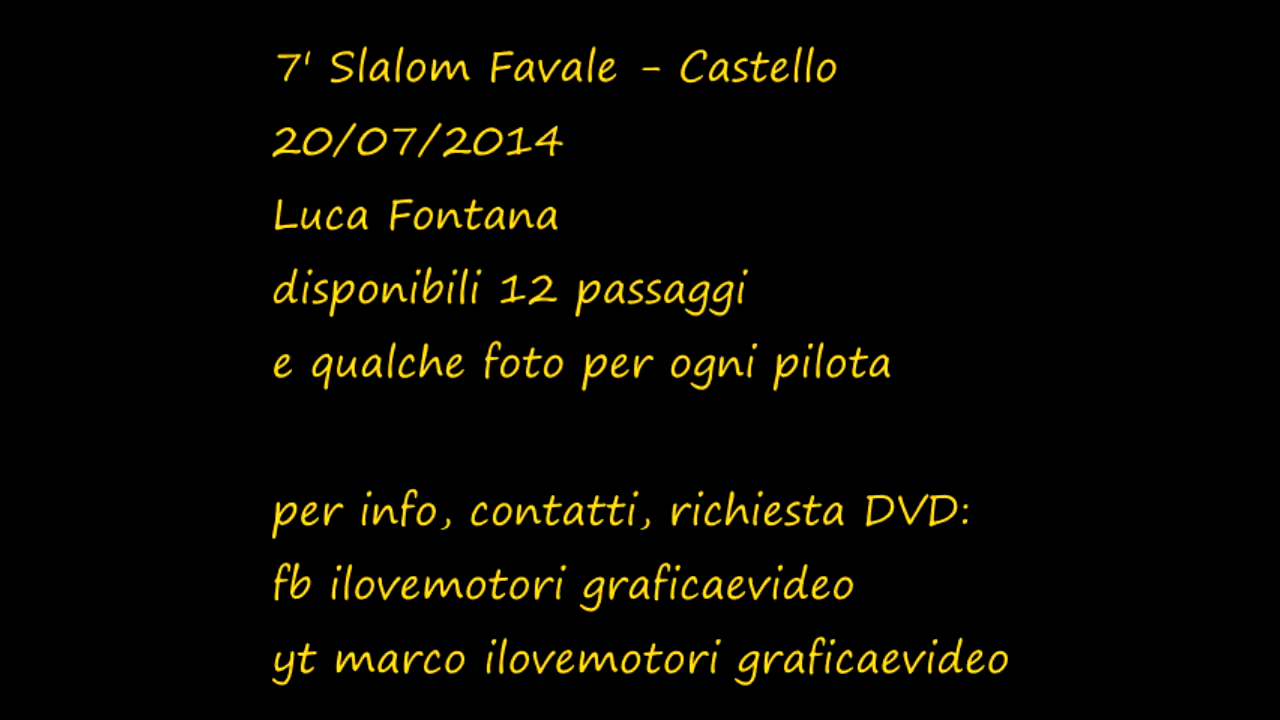 7' Slalom Favale - Castello
20/07/2014
Luca Fontana
disponibili 12 passaggi
e qualche foto per ogni pilota
per info, contatti, richiesta DVD:
fb ilovemotori graficaevideo
yt marco ilovemotori graficaevideo